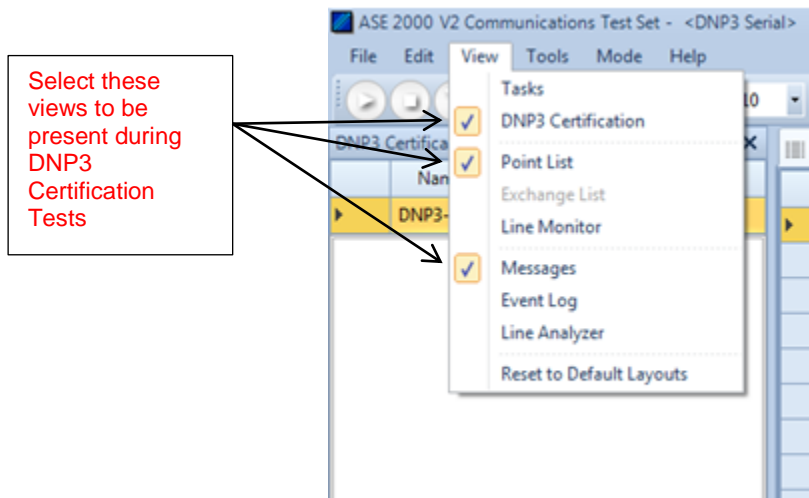 ASE 2000 V2 Communications Test Set - <DNP3 Serial>
File Edit View Tools Mode Help
Select these
views to be
present during
DNP3
Certification
Tests
Tasks
DNP3 Certification
Point List
Exchange List
Line Monitor
Messages
Event Log
Line Analyzer
Reset to Default Layouts
DNP3 Certifica
Nam
DNP3-